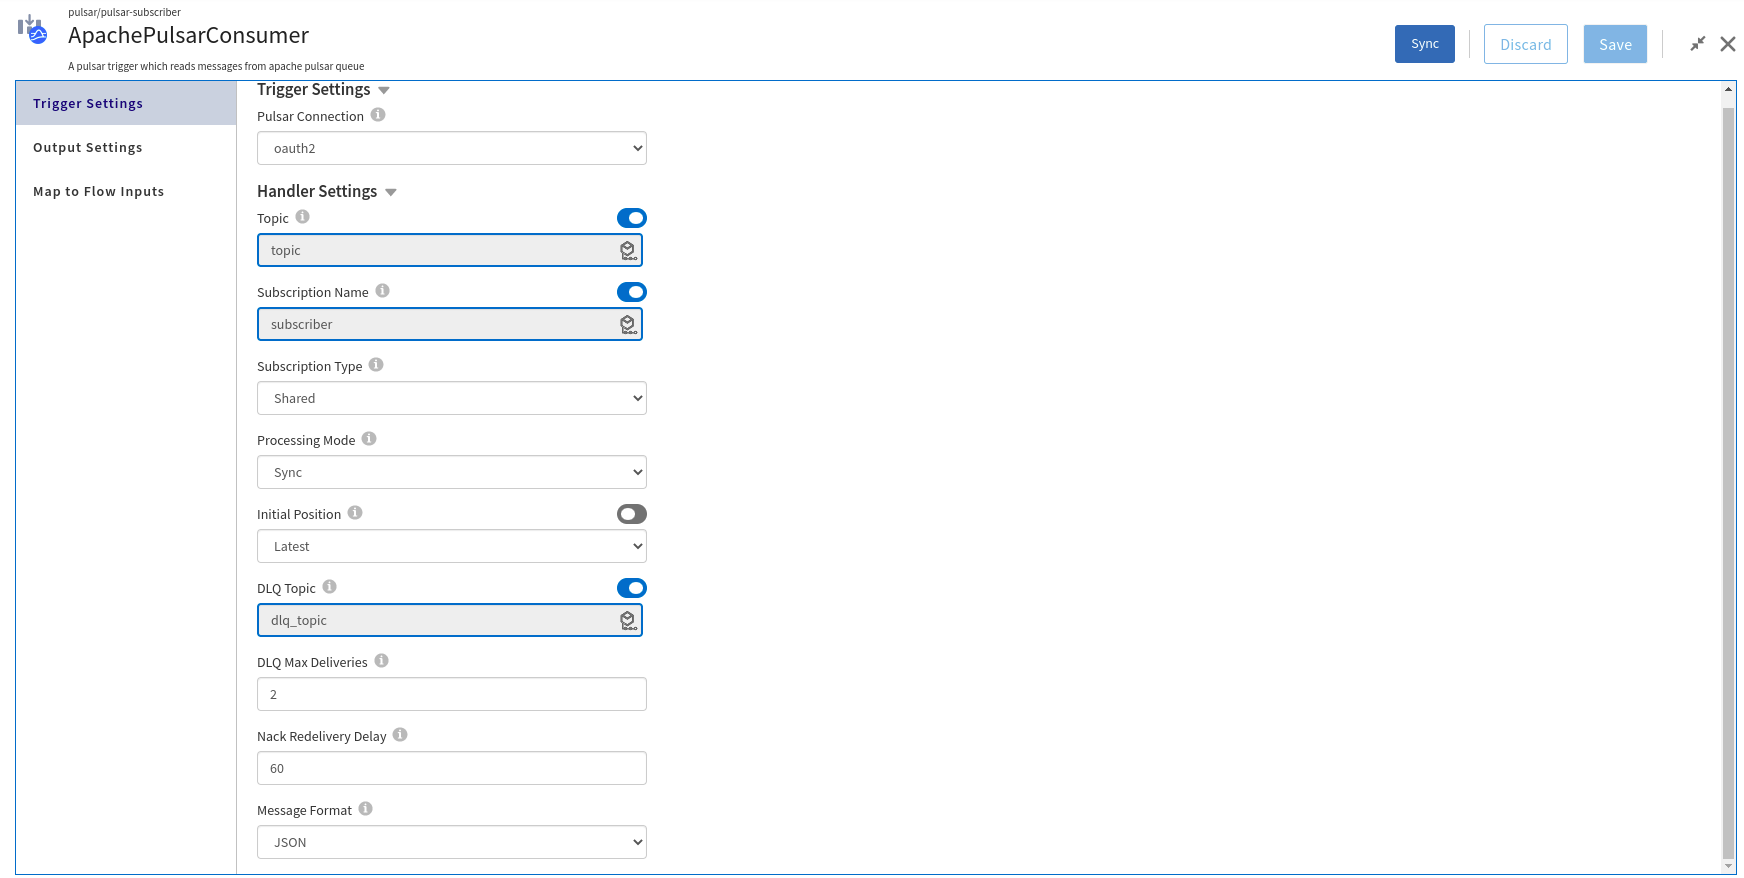 pulsar/pulsar-subscriber
ApachePulsarConsumer
A pulsar trigger which reads messages from apache pulsar queue
Sync
Discard
Save
Trigger Settings
Output Settings
Map to Flow Inputs
Trigger Settings
Pulsar Connection
oauth2
Handler Settings
Topic
topic
Subscription Name
subscriber
Subscription Type
Shared
Processing Mode
Sync
Initial Position
Latest
DLQ Topic
dlq_topic
DLQ Max Deliveries
2
Nack Redelivery Delay
60
Message Format
JSON